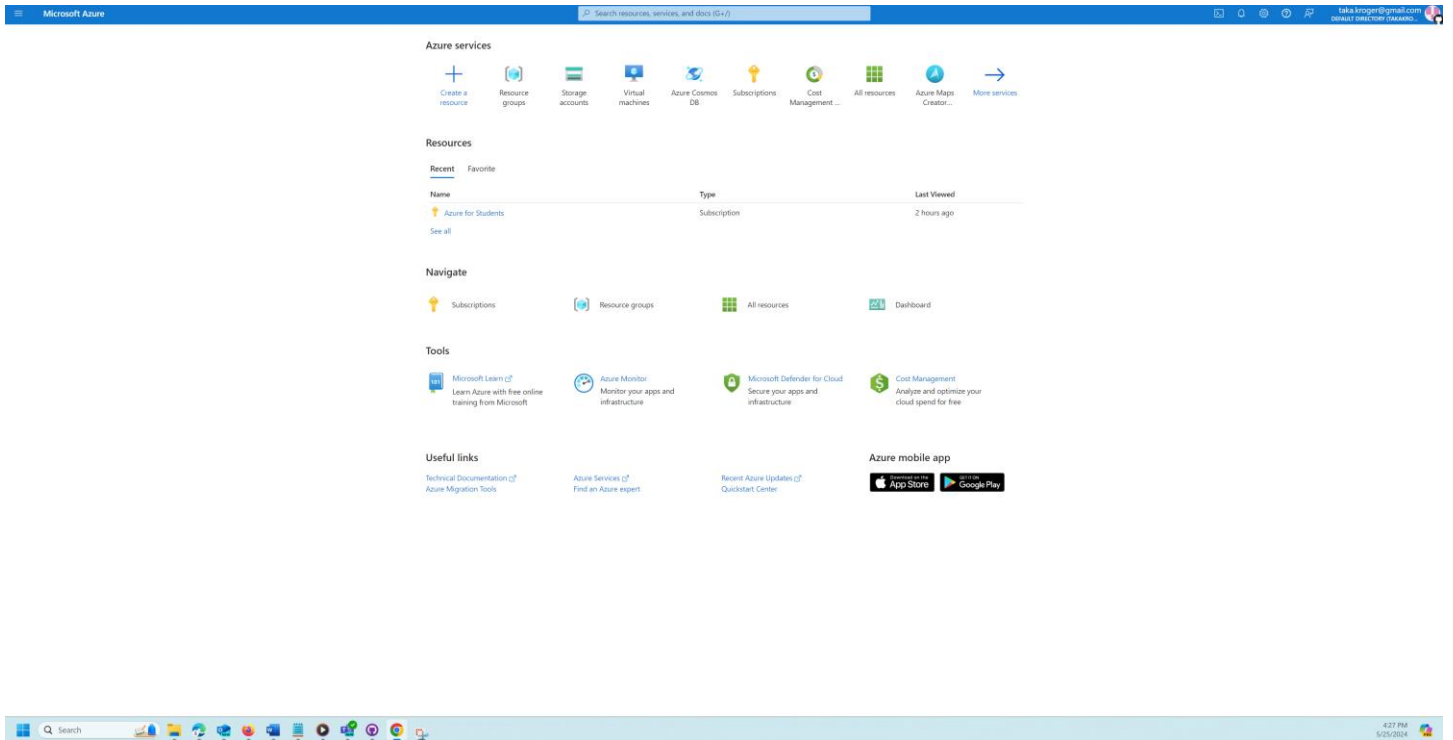 Microsoft Azure
Search resources, services, and docs (G+/)
taka.kroger@gmail.com
DEFAULT DIRECTORY (TAKAKRO...
Azure services
Create a resource
Resource groups
Storage accounts
Virtual machines
Azure Cosmos DB
Subscriptions
Cost Management ...
All resources
Azure Maps Creator...
More services
Resources
Recent Favorite
Name Type Last Viewed
Azure for Students Subscription 2 hours ago
See all
Navigate
Subscriptions Resource groups All resources Dashboard
Tools
Microsoft Learn
Learn Azure with free online
training from Microsoft
Azure Monitor
Monitor your apps and
infrastructure
Microsoft Defender for Cloud
Secure your apps and
infrastructure
Cost Management
Analyze and optimize your
cloud spend for free
Useful links
Technical Documentation Azure Services Recent Azure Updates
Azure Migration Tools Find an Azure expert Quickstart Center
Azure mobile app
Download on the
App Store
GET IT ON
Google Play
Search
4:27 PM
5/25/2024